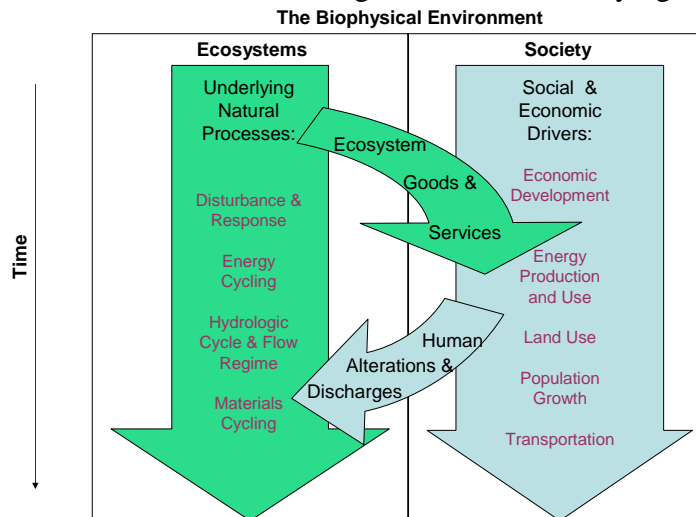 The Biophysical Environment
Ecosystems
Society
Time
Underlying
Natural
Processes:
Disturbance &
Response
Energy
Cycling
Hydrologic
Cycle & Flow
Regime
Materials
Cycling
Ecosystem
Goods &
Services
Human
Alterations &
Discharges
Social &
Economic
Drivers:
Economic
Development
Energy
Production
and Use
Land Use
Population
Growth
Transportation